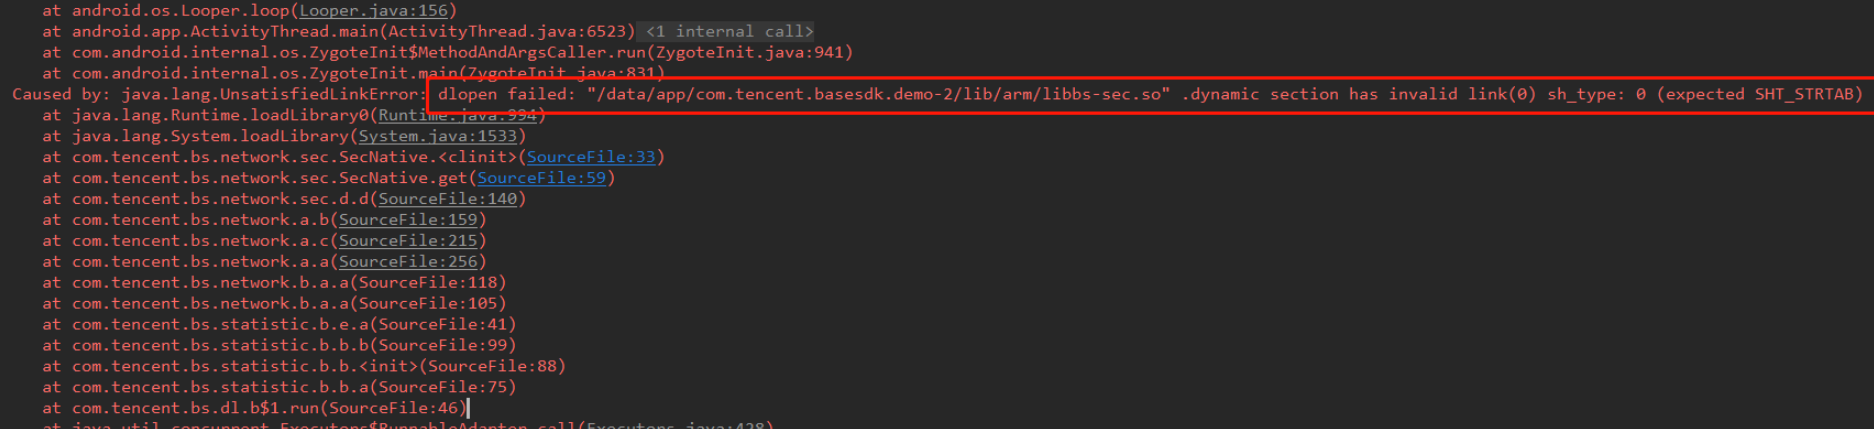 at android.os.Looper.loop(Looper.java:156)
at android.app.ActivityThread.main(ActivityThread.java:6523) <1 internal call>
at com.android.internal.os.ZygoteInit$MethodAndArgsCaller.run(ZygoteInit.java:941)
at com.android.internal.os.ZygoteInit.main(ZygoteInit.java:831)
Caused by: java.lang.UnsatisfiedLinkError: dlopen failed: "/data/app/com.tencent.basesdk.demo-2/lib/arm/libbs-sec.so" .dynamic section has invalid link(0) sh_type: 0 (expected SHT_STRTAB)
at java.lang.Runtime.loadLibrary0(Runtime.java:994)
at java.lang.System.loadLibrary(System.java:1533)
at com.tencent.bs.network.sec.SecNative.<clinit>(SourceFile:33)
at com.tencent.bs.network.sec.SecNative.get(SourceFile:59)
at com.tencent.bs.network.sec.d.d(SourceFile:140)
at com.tencent.bs.network.a.b(SourceFile:159)
at com.tencent.bs.network.a.c(SourceFile:215)
at com.tencent.bs.network.a.a(SourceFile:256)
at com.tencent.bs.network.b.a.a(SourceFile:118)
at com.tencent.bs.network.b.a.a(SourceFile:105)
at com.tencent.bs.statistic.b.e.a(SourceFile:41)
at com.tencent.bs.statistic.b.b.b(SourceFile:99)
at com.tencent.bs.statistic.b.b.<init>(SourceFile:88)
at com.tencent.bs.statistic.b.b.a(SourceFile:75)
at com.tencent.bs.dl.b$1.run(SourceFile:46)
at java.util.concurrent.Executors$RunnableAdapter.call(Executors.java:428)